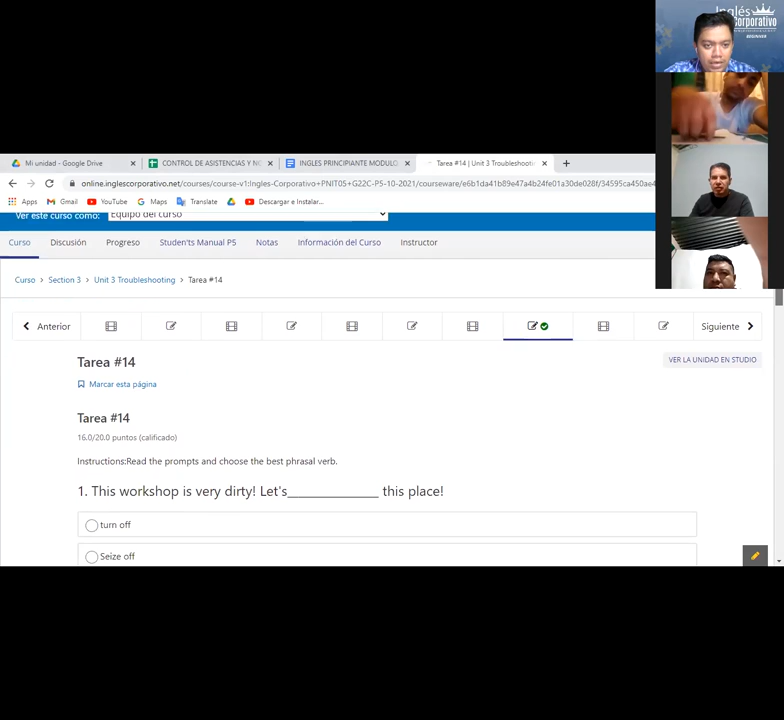 Inglés
Corporativo
BEGINNER
Mi unidad - Google Drive
CONTROL DE ASISTENCIAS Y NO
INGLES PRINCIPIANTE MODULO
Tarea #14 | Unit 3 Troubleshooti
online.inglescorporativo.net/courses/course-v1:Ingles-Corporativo+PNIT05+G22C-P5-10-2021/courseware/e6b1da41b89e47a4b24fe01a30de028f/34595ca450ae4
Apps
Gmail
YouTube
Maps
Translate
Descargar e Instalar...
Ver este curso como:
Equipo del curso
Curso
Discusión
Progreso
Studen'ts Manual P5
Notas
Información del Curso
Instructor
Curso > Section 3 > Unit 3 Troubleshooting > Tarea #14
Anterior
Siguiente
Tarea #14
VER LA UNIDAD EN STUDIO
Marcar esta página
Tarea #14
16.0/20.0 puntos (calificado)
Instructions:Read the prompts and choose the best phrasal verb.
1. This workshop is very dirty! Let's______________ this place!
turn off
Seize off